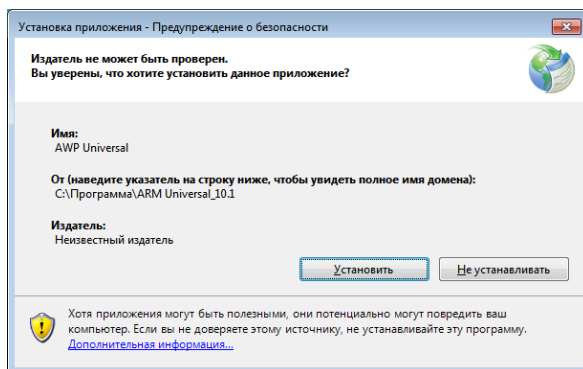 Установка приложения - Предупреждение о безопасности
Издатель не может быть проверен.
Вы уверены, что хотите установить данное приложение?
Имя:
AWP Universal
От (наведите указатель на строку ниже, чтобы увидеть полное имя домена):
C:\Программа\ARM Universal_10.1
Издатель:
Неизвестный издатель
Установить
Не устанавливать
Хотя приложения могут быть полезными, они потенциально могут повредить ваш
компьютер. Если вы не доверяете этому источнику, не устанавливайте эту программу.
Дополнительная информация...